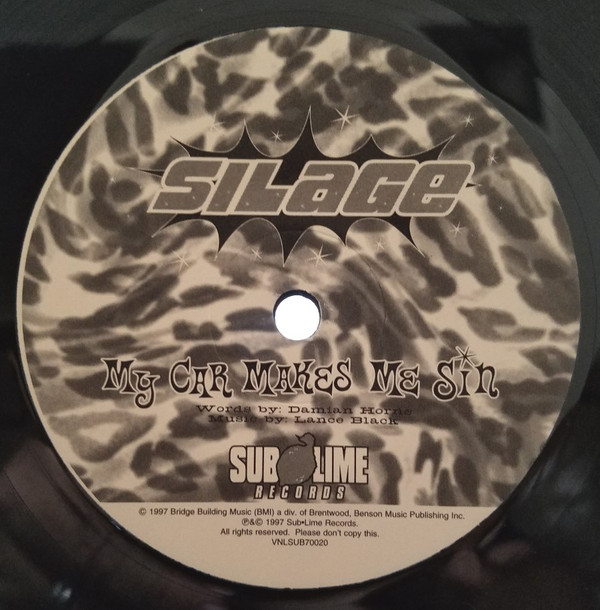 SILaGe
My Car Makes Me Sin
Words by: Damian Horne
Music by: Lance Black
SUB LIME
RECORDS
© 1997 Bridge Building Music (BMI) a div. of Brentwood, Benson Music Publishing Inc.
℗&© 1997 Sub•Lime Records.
All rights reserved. Please don't copy this.
VNLSUB70020